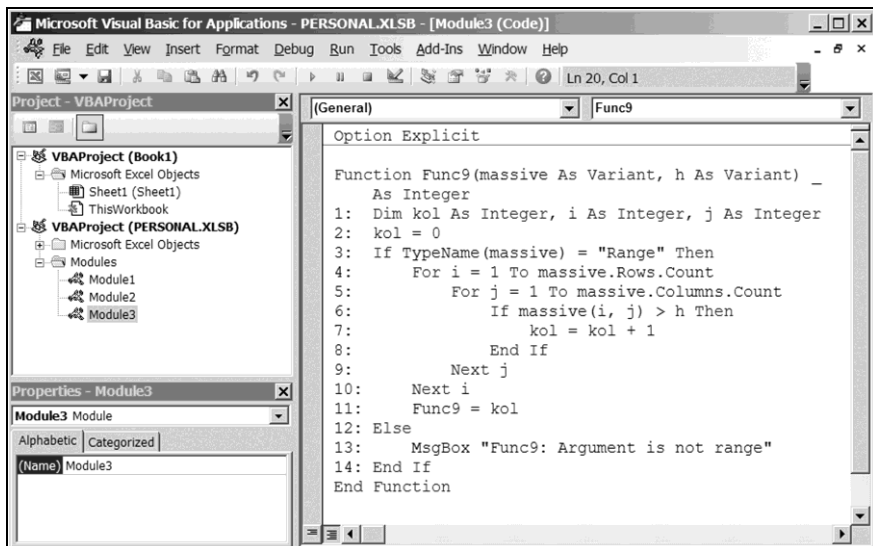 Microsoft Visual Basic for Applications - PERSONAL.XLSB - [Module3 (Code)]
File Edit View Insert Format Debug Run Tools Add-Ins Window Help
Ln 20, Col 1
Project - VBAProject
VBAProject (Book1)
Microsoft Excel Objects
Sheet1 (Sheet1)
ThisWorkbook
VBAProject (PERSONAL.XLSB)
Microsoft Excel Objects
Modules
Module1
Module2
Module3
Properties - Module3
Module3 Module
Alphabetic Categorized
(Name) Module3
(General) Func9
Option Explicit
Function Func9(massive As Variant, h As Variant) _
As Integer
1: Dim kol As Integer, i As Integer, j As Integer
2: kol = 0
3: If TypeName(massive) = "Range" Then
4: For i = 1 To massive.Rows.Count
5: For j = 1 To massive.Columns.Count
6: If massive(i, j) > h Then
7: kol = kol + 1
8: End If
9: Next j
10: Next i
11: Func9 = kol
12: Else
13: MsgBox "Func9: Argument is not range"
14: End If
End Function